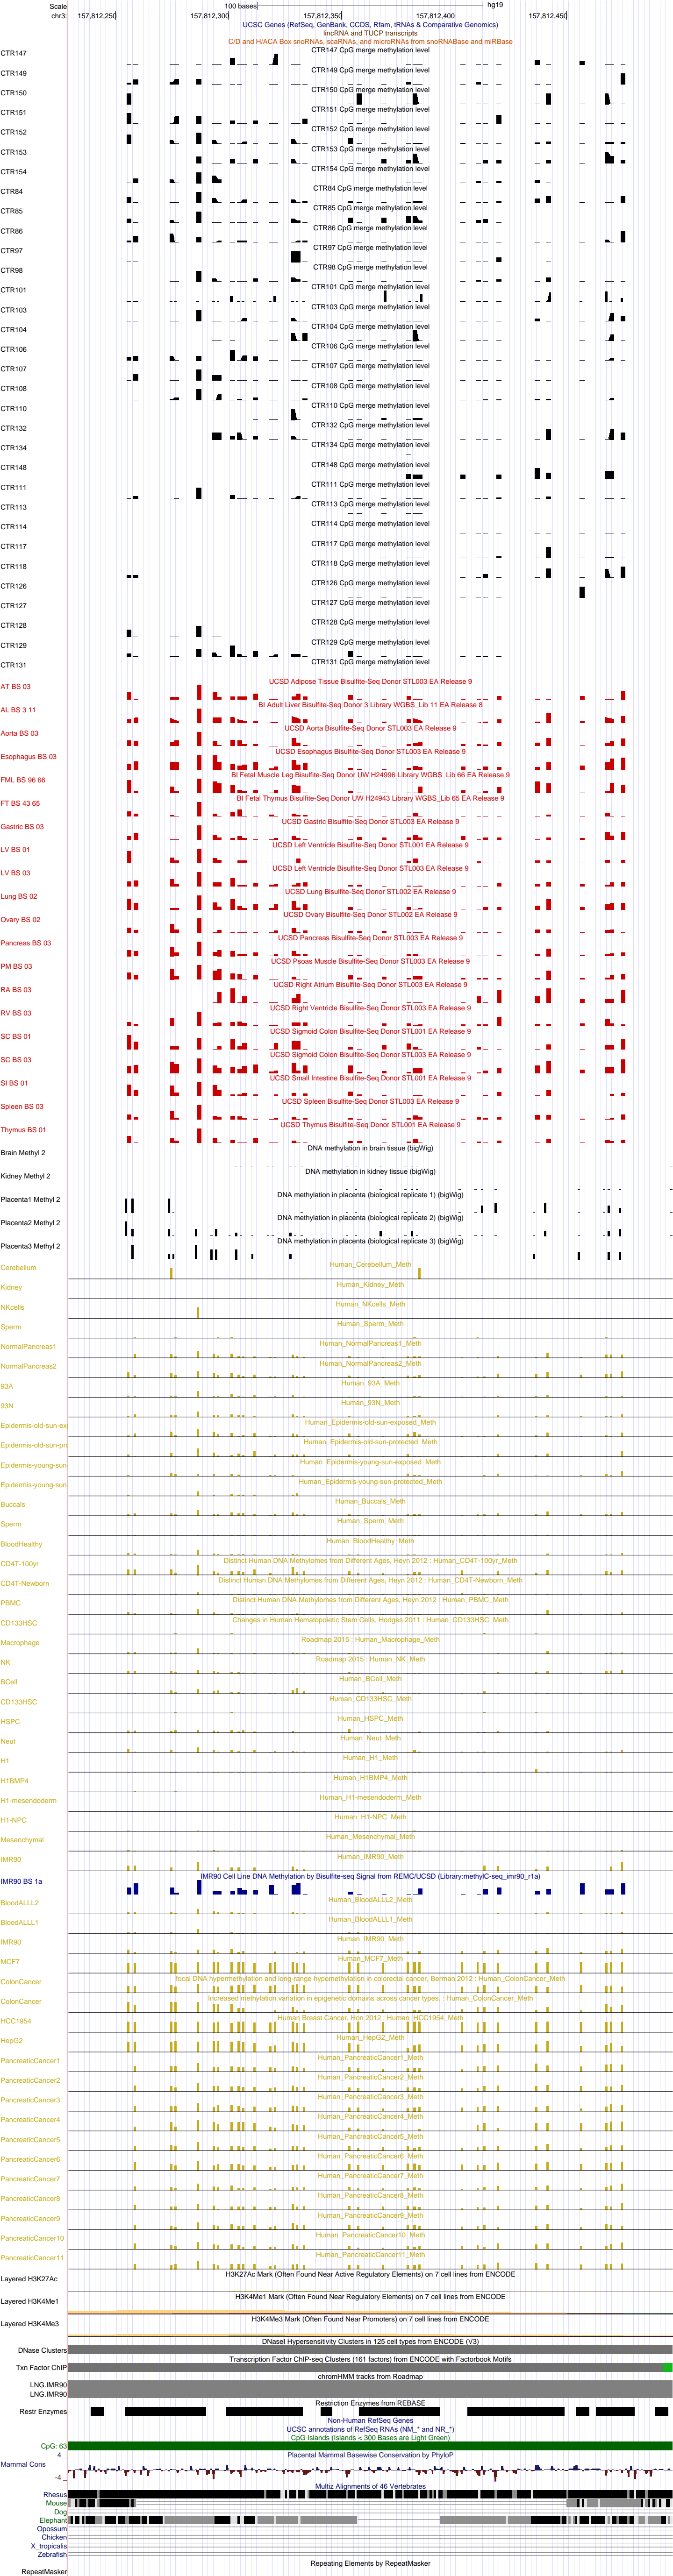 Scale 100 bases hg19
chr3: 157,812,250 157,812,300 157,812,350 157,812,400 157,812,450
UCSC Genes (RefSeq, GenBank, CCDS, Rfam, tRNAs & Comparative Genomics)
lincRNA and TUCP transcripts
C/D and H/ACA Box snoRNAs, scaRNAs, and microRNAs from snoRNABase and miRBase
CTR147 CpG merge methylation level
CTR147
CTR149 CpG merge methylation level
CTR149
CTR150 CpG merge methylation level
CTR150
CTR151 CpG merge methylation level
CTR151
CTR152 CpG merge methylation level
CTR152
CTR153 CpG merge methylation level
CTR153
CTR154 CpG merge methylation level
CTR154
CTR84 CpG merge methylation level
CTR84
CTR85 CpG merge methylation level
CTR85
CTR86 CpG merge methylation level
CTR86
CTR97 CpG merge methylation level
CTR97
CTR98 CpG merge methylation level
CTR98
CTR101 CpG merge methylation level
CTR101
CTR103 CpG merge methylation level
CTR103
CTR104 CpG merge methylation level
CTR104
CTR106 CpG merge methylation level
CTR106
CTR107 CpG merge methylation level
CTR107
CTR108 CpG merge methylation level
CTR108
CTR110 CpG merge methylation level
CTR110
CTR132 CpG merge methylation level
CTR132
CTR134 CpG merge methylation level
CTR134
CTR148 CpG merge methylation level
CTR148
CTR111 CpG merge methylation level
CTR111
CTR113 CpG merge methylation level
CTR113
CTR114 CpG merge methylation level
CTR114
CTR117 CpG merge methylation level
CTR117
CTR118 CpG merge methylation level
CTR118
CTR126 CpG merge methylation level
CTR126
CTR127 CpG merge methylation level
CTR127
CTR128 CpG merge methylation level
CTR128
CTR129 CpG merge methylation level
CTR129
CTR131 CpG merge methylation level
CTR131
UCSD Adipose Tissue Bisulfite-Seq Donor STL003 EA Release 9
AT BS 03
BI Adult Liver Bisulfite-Seq Donor 3 Library WGBS_Lib 11 EA Release 8
AL BS 3 11
UCSD Aorta Bisulfite-Seq Donor STL003 EA Release 9
Aorta BS 03
UCSD Esophagus Bisulfite-Seq Donor STL003 EA Release 9
Esophagus BS 03
BI Fetal Muscle Leg Bisulfite-Seq Donor UW H24996 Library WGBS_Lib 66 EA Release 9
FML BS 96 66
BI Fetal Thymus Bisulfite-Seq Donor UW H24943 Library WGBS_Lib 65 EA Release 9
FT BS 43 65
UCSD Gastric Bisulfite-Seq Donor STL003 EA Release 9
Gastric BS 03
UCSD Left Ventricle Bisulfite-Seq Donor STL001 EA Release 9
LV BS 01
UCSD Left Ventricle Bisulfite-Seq Donor STL003 EA Release 9
LV BS 03
UCSD Lung Bisulfite-Seq Donor STL002 EA Release 9
Lung BS 02
UCSD Ovary Bisulfite-Seq Donor STL002 EA Release 9
Ovary BS 02
UCSD Pancreas Bisulfite-Seq Donor STL003 EA Release 9
Pancreas BS 03
UCSD Psoas Muscle Bisulfite-Seq Donor STL003 EA Release 9
PM BS 03
UCSD Right Atrium Bisulfite-Seq Donor STL003 EA Release 9
RA BS 03
UCSD Right Ventricle Bisulfite-Seq Donor STL003 EA Release 9
RV BS 03
UCSD Sigmoid Colon Bisulfite-Seq Donor STL001 EA Release 9
SC BS 01
UCSD Sigmoid Colon Bisulfite-Seq Donor STL003 EA Release 9
SC BS 03
UCSD Small Intestine Bisulfite-Seq Donor STL001 EA Release 9
SI BS 01
UCSD Spleen Bisulfite-Seq Donor STL003 EA Release 9
Spleen BS 03
UCSD Thymus Bisulfite-Seq Donor STL001 EA Release 9
Thymus BS 01
DNA methylation in brain tissue (bigWig)
Brain Methyl 2
DNA methylation in kidney tissue (bigWig)
Kidney Methyl 2
DNA methylation in placenta (biological replicate 1) (bigWig)
Placenta1 Methyl 2
DNA methylation in placenta (biological replicate 2) (bigWig)
Placenta2 Methyl 2
DNA methylation in placenta (biological replicate 3) (bigWig)
Placenta3 Methyl 2
Human_Cerebellum_Meth
Cerebellum
Human_Kidney_Meth
Kidney
Human_NKcells_Meth
NKcells
Human_Sperm_Meth
Sperm
Human_NormalPancreas1_Meth
NormalPancreas1
Human_NormalPancreas2_Meth
NormalPancreas2
Human_93A_Meth
93A
Human_93N_Meth
93N
Human_Epidermis-old-sun-exposed_Meth
Epidermis-old-sun-ex
Human_Epidermis-old-sun-protected_Meth
Epidermis-old-sun-pr
Human_Epidermis-young-sun-exposed_Meth
Epidermis-young-sun
Human_Epidermis-young-sun-protected_Meth
Epidermis-young-sun
Human_Buccals_Meth
Buccals
Human_Sperm_Meth
Sperm
Human_BloodHealthy_Meth
BloodHealthy
Distinct Human DNA Methylomes from Different Ages, Heyn 2012 : Human_CD4T-100yr_Meth
CD4T-100yr
Distinct Human DNA Methylomes from Different Ages, Heyn 2012 : Human_CD4T-Newborn_Meth
CD4T-Newborn
Distinct Human DNA Methylomes from Different Ages, Heyn 2012 : Human_PBMC_Meth
PBMC
Changes in Human Hematopoietic Stem Cells, Hodges 2011 : Human_CD133HSC_Meth
CD133HSC
Roadmap 2015 : Human_Macrophage_Meth
Macrophage
Roadmap 2015 : Human_NK_Meth
NK
Human_BCell_Meth
BCell
Human_CD133HSC_Meth
CD133HSC
Human_HSPC_Meth
HSPC
Human_Neut_Meth
Neut
Human_H1_Meth
H1
Human_H1BMP4_Meth
H1BMP4
Human_H1-mesendoderm_Meth
H1-mesendoderm
Human_H1-NPC_Meth
H1-NPC
Human_Mesenchymal_Meth
Mesenchymal
Human_IMR90_Meth
IMR90
IMR90 Cell Line DNA Methylation by Bisulfite-seq Signal from REMC/UCSD (Library:methylC-seq_imr90_r1a)
IMR90 BS 1a
Human_BloodALLL2_Meth
BloodALLL2
Human_BloodALLL1_Meth
BloodALLL1
Human_IMR90_Meth
IMR90
Human_MCF7_Meth
MCF7
focal DNA hypermethylation and long-range hypomethylation in colorectal cancer, Berman 2012 : Human_ColonCancer_Meth
ColonCancer
Increased methylation variation in epigenetic domains across cancer types. : Human_ColonCancer_Meth
ColonCancer
Human Breast Cancer, Hon 2012 : Human_HCC1954_Meth
HCC1954
Human_HepG2_Meth
HepG2
Human_PancreaticCancer1_Meth
PancreaticCancer1
Human_PancreaticCancer2_Meth
PancreaticCancer2
Human_PancreaticCancer3_Meth
PancreaticCancer3
Human_PancreaticCancer4_Meth
PancreaticCancer4
Human_PancreaticCancer5_Meth
PancreaticCancer5
Human_PancreaticCancer6_Meth
PancreaticCancer6
Human_PancreaticCancer7_Meth
PancreaticCancer7
Human_PancreaticCancer8_Meth
PancreaticCancer8
Human_PancreaticCancer9_Meth
PancreaticCancer9
Human_PancreaticCancer10_Meth
PancreaticCancer10
Human_PancreaticCancer11_Meth
PancreaticCancer11
H3K27Ac Mark (Often Found Near Active Regulatory Elements) on 7 cell lines from ENCODE
Layered H3K27Ac
H3K4Me1 Mark (Often Found Near Regulatory Elements) on 7 cell lines from ENCODE
Layered H3K4Me1
H3K4Me3 Mark (Often Found Near Promoters) on 7 cell lines from ENCODE
Layered H3K4Me3
DNaseI Hypersensitivity Clusters in 125 cell types from ENCODE (V3)
DNase Clusters
Transcription Factor ChIP-seq Clusters (161 factors) from ENCODE with Factorbook Motifs
Txn Factor ChIP
chromHMM tracks from Roadmap
LNG.IMR90
LNG.IMR90
Restriction Enzymes from REBASE
Restr Enzymes
Non-Human RefSeq Genes
UCSC annotations of RefSeq RNAs (NM_* and NR_*)
CpG Islands (Islands < 300 Bases are Light Green)
CpG: 63
Placental Mammal Basewise Conservation by PhyloP
4 _
Mammal Cons
-4 _
Multiz Alignments of 46 Vertebrates
Rhesus
Mouse
Dog
Elephant
Opossum
Chicken
X_tropicalis
Zebrafish
Repeating Elements by RepeatMasker
RepeatMasker